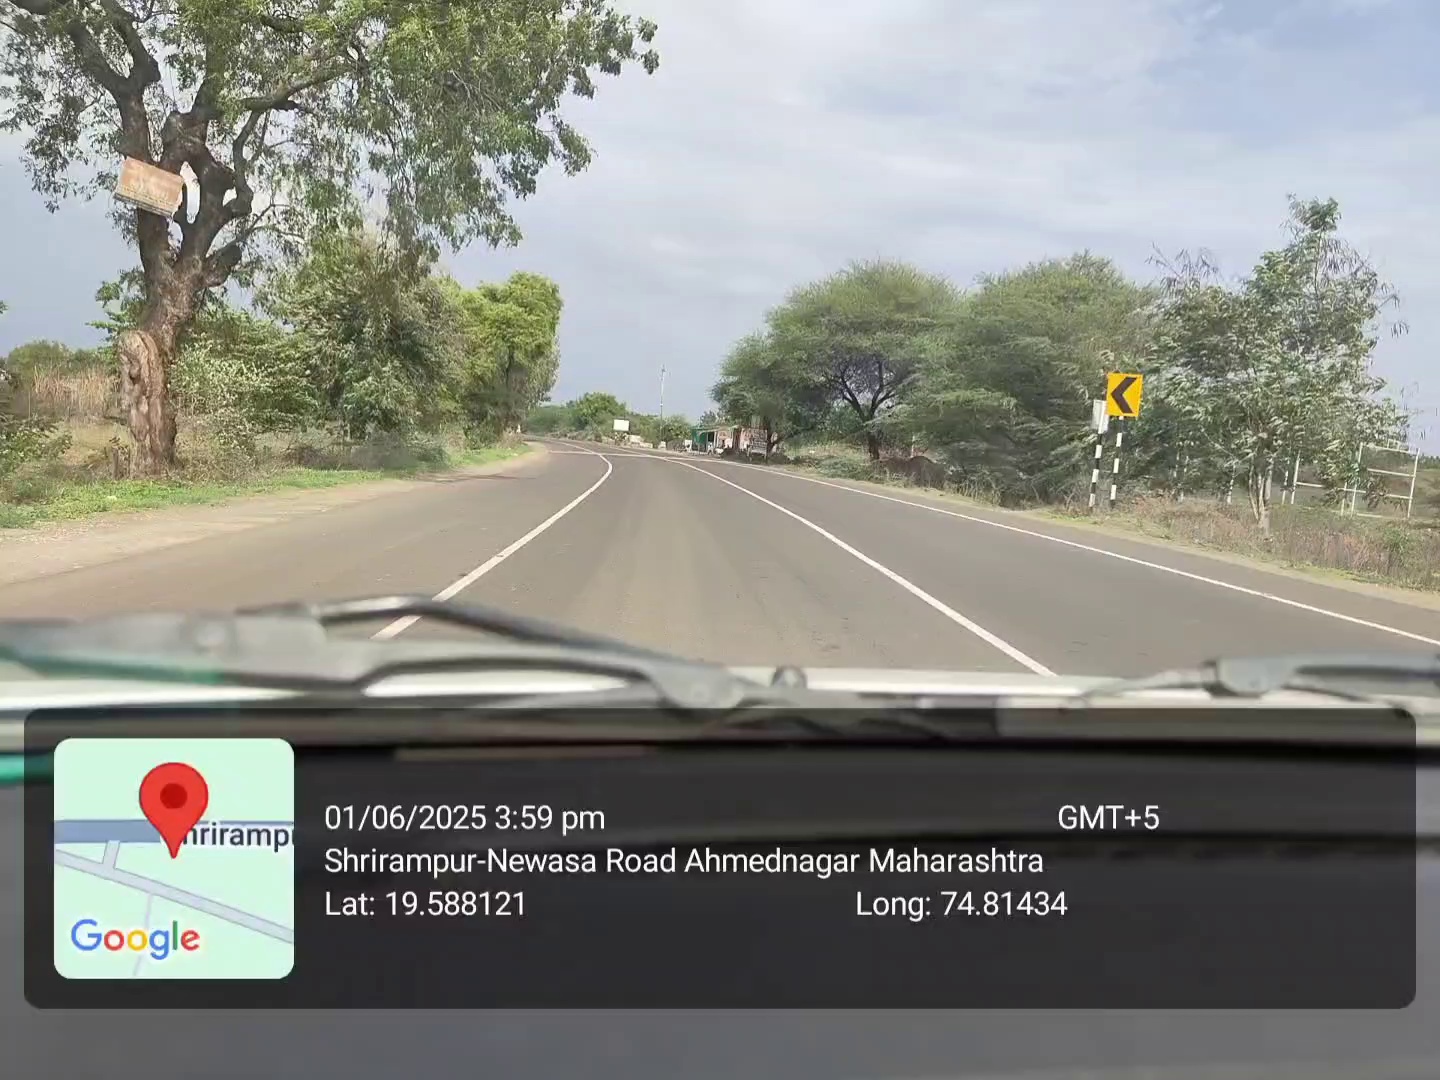 01/06/2025 3:59 pm GMT+5
Shrirampur-Newasa Road Ahmednagar Maharashtra
Lat: 19.588121 Long: 74.81434
Google